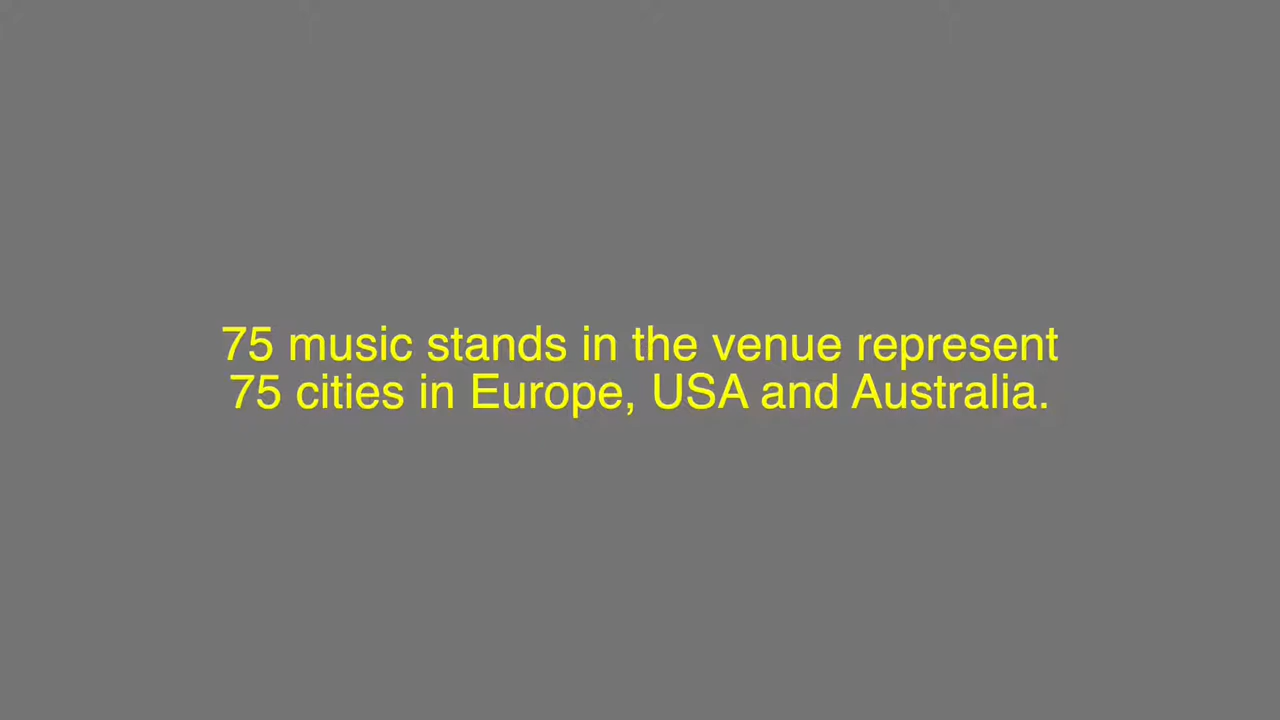 75 music stands in the venue represent
75 cities in Europe, USA and Australia.